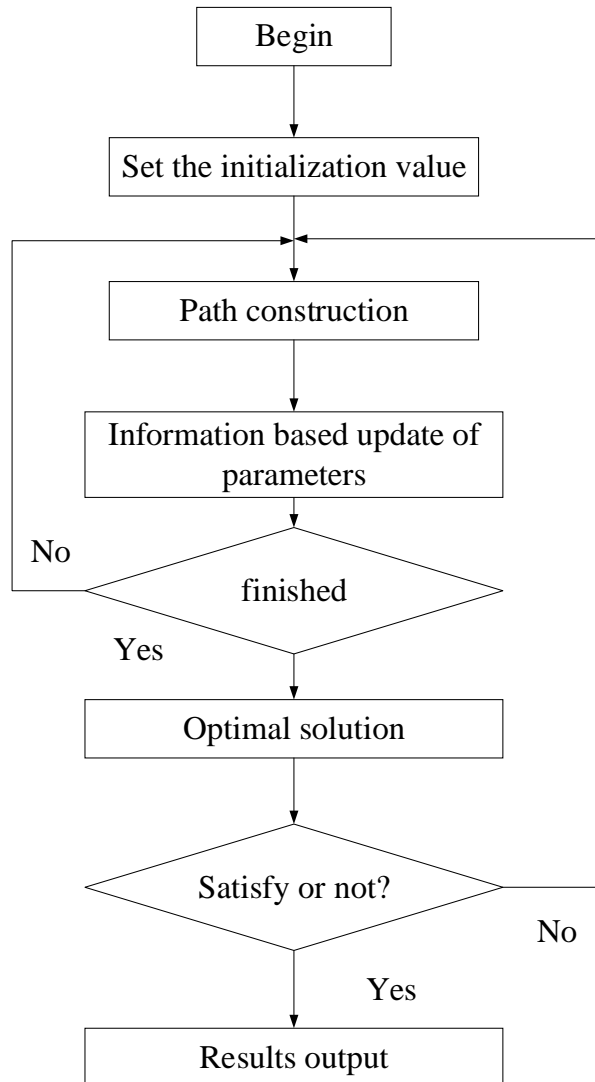 Begin
Set the initialization value
Path construction
Information based update of
parameters
No
finished
Yes
Optimal solution
Satisfy or not?
No
Yes
Results output